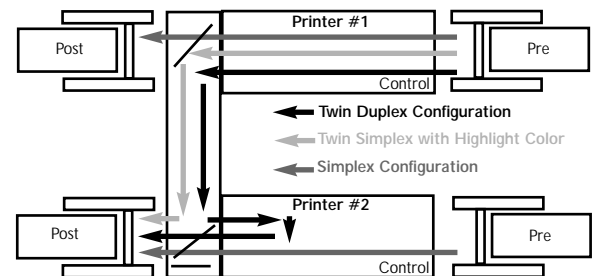 Printer #1
Post
Pre
Control
Twin Duplex Configuration
Twin Simplex with Highlight Color
Simplex Configuration
Printer #2
Post
Pre
Control